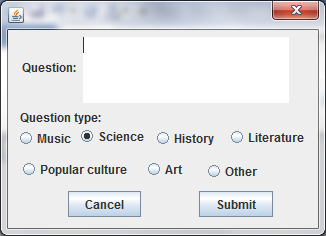 Question:
Question type:
Music Science History Literature
Popular culture Art Other
Cancel Submit